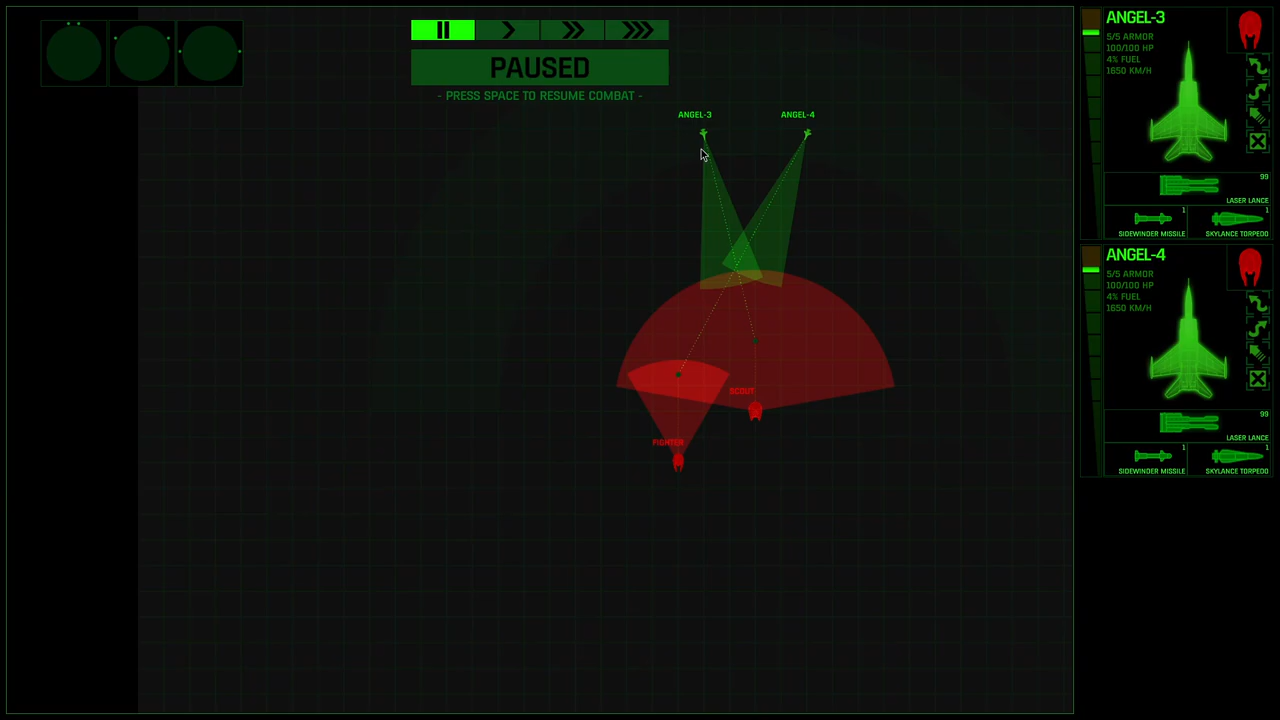 PAUSED
- PRESS SPACE TO RESUME COMBAT -
ANGEL-3
ANGEL-4
SCOUT
FIGHTER
ANGEL-3
5/5 ARMOR
100/100 HP
4% FUEL
1650 KM/H
99
LASER LANCE
1
SIDEWINDER MISSILE
1
SKYLANCE TORPEDO
ANGEL-4
5/5 ARMOR
100/100 HP
4% FUEL
1650 KM/H
99
LASER LANCE
1
SIDEWINDER MISSILE
1
SKYLANCE TORPEDO